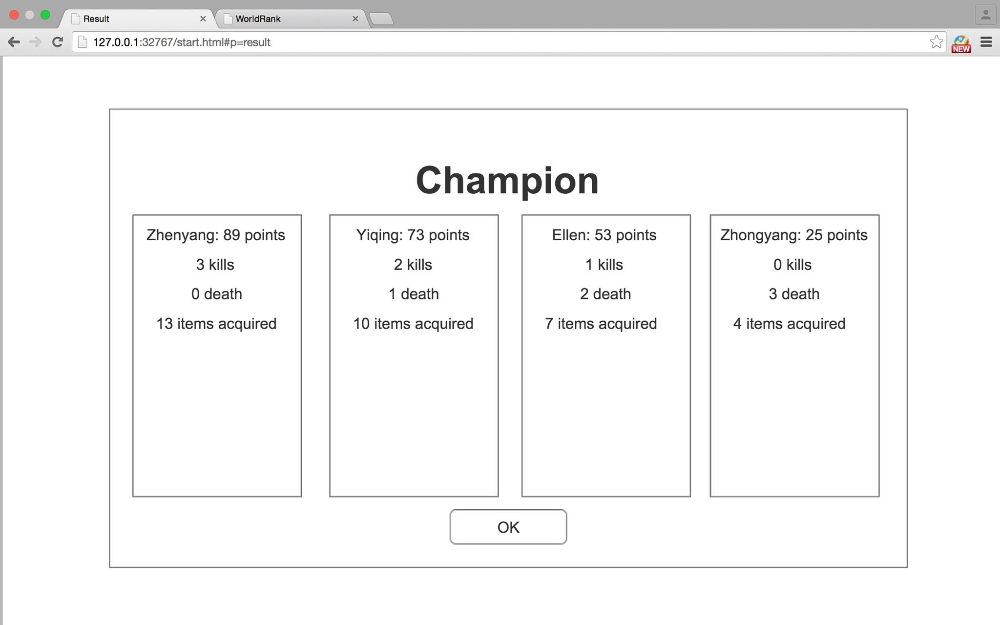 Result
WorldRank
127.0.0.1:32767/start.html#p=result
NEW
Champion
Zhenyang: 89 points
3 kills
0 death
13 items acquired
Yiqing: 73 points
2 kills
1 death
10 items acquired
Ellen: 53 points
1 kills
2 death
7 items acquired
Zhongyang: 25 points
0 kills
3 death
4 items acquired
OK